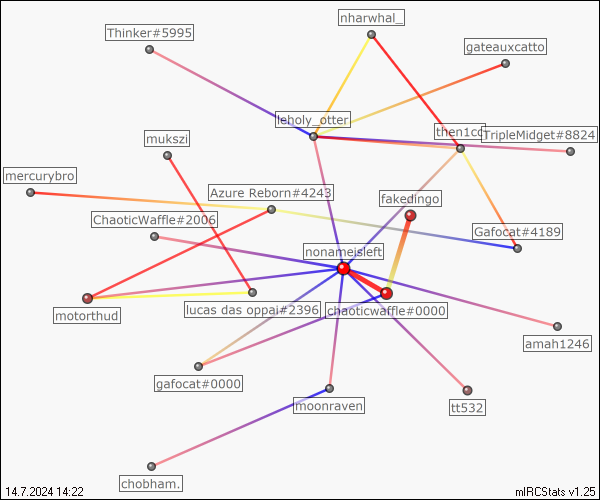 nharwhal_
Thinker#5995
gateauxcatto
leholy_otter
then1cc
TripleMidget#8824
mukszi
mercurybro
Azure Reborn#4243
fakedingo
ChaoticWaffle#2006
Gafocat#4189
nonameisleft
motorthud
lucas das oppai#2396
chaoticwaffle#0000
amah1246
gafocat#0000
moonraven
tt532
chobham.
14.7.2024 14:22
mIRCStats v1.25